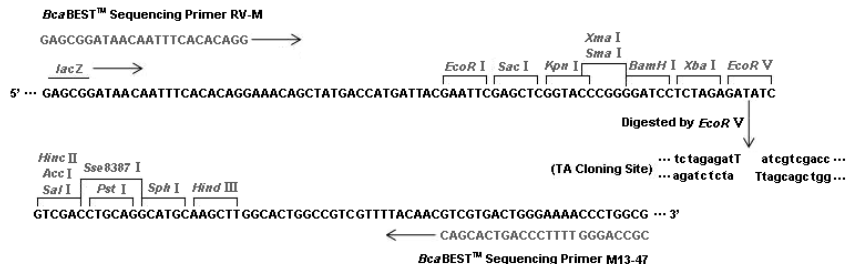 BcaBEST™ Sequencing Primer RV-M
GAGCGGATAACAATTTCACACAGG
lacZ
Xma I
Sma I
EcoR I Sac I Kpn I BamH I Xba I EcoR V
5' ··· GAGCGGATAACAATTTCACACAGGAAACAGCTATGACCATGATTACGAATTCGAGCTCGGTACCCGGGGATCCTCTAGAGATATC
Digested by EcoR V
(TA Cloning Site)
··· tctagagatT atcgtcgacc ···
··· agatctcta Ttagcagctgg ···
Hinc II
Acc I
Sal I
Sse8387 I
Pst I Sph I Hind III
GTCGACCTGCAGGCATGCAAGCTTGGCACTGGCCGTCGTTTTACAACGTCGTGACTGGGAAAACCCTGGCG ··· 3'
CAGCACTGACCCTTTTGGGACCGC
BcaBEST™ Sequencing Primer M13-47